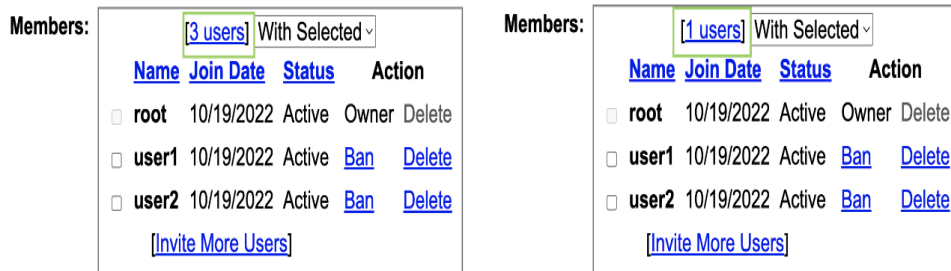 Members:
[3 users] With Selected
Name Join Date Status Action
root 10/19/2022 Active Owner Delete
user1 10/19/2022 Active Ban Delete
user2 10/19/2022 Active Ban Delete
[Invite More Users]
Members:
[1 users] With Selected
Name Join Date Status Action
root 10/19/2022 Active Owner Delete
user1 10/19/2022 Active Ban Delete
user2 10/19/2022 Active Ban Delete
[Invite More Users]